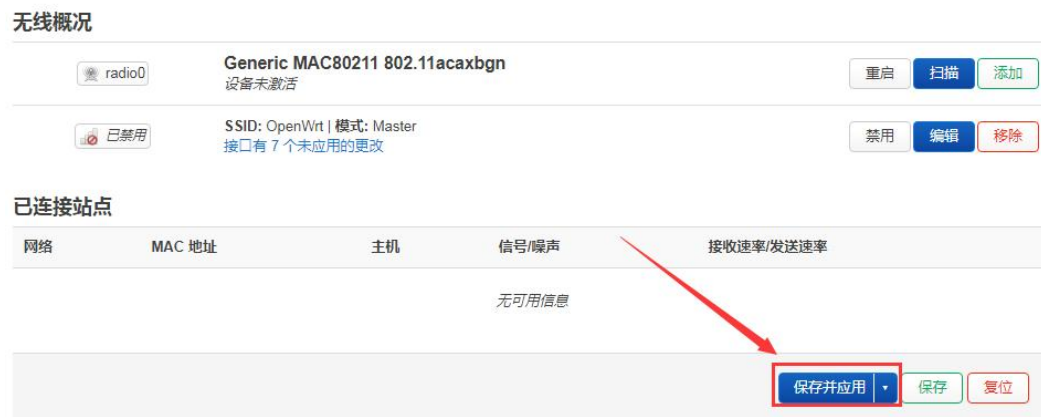 无线概况
radio0
Generic MAC80211 802.11acaxbgn
设备未激活
重启 扫描 添加
已禁用
SSID: OpenWrt | 模式: Master
接口有 7 个未应用的更改
禁用 编辑 移除
已连接站点
网络 MAC 地址 主机 信号/噪声 接收速率/发送速率
无可用信息
保存并应用 保存 复位